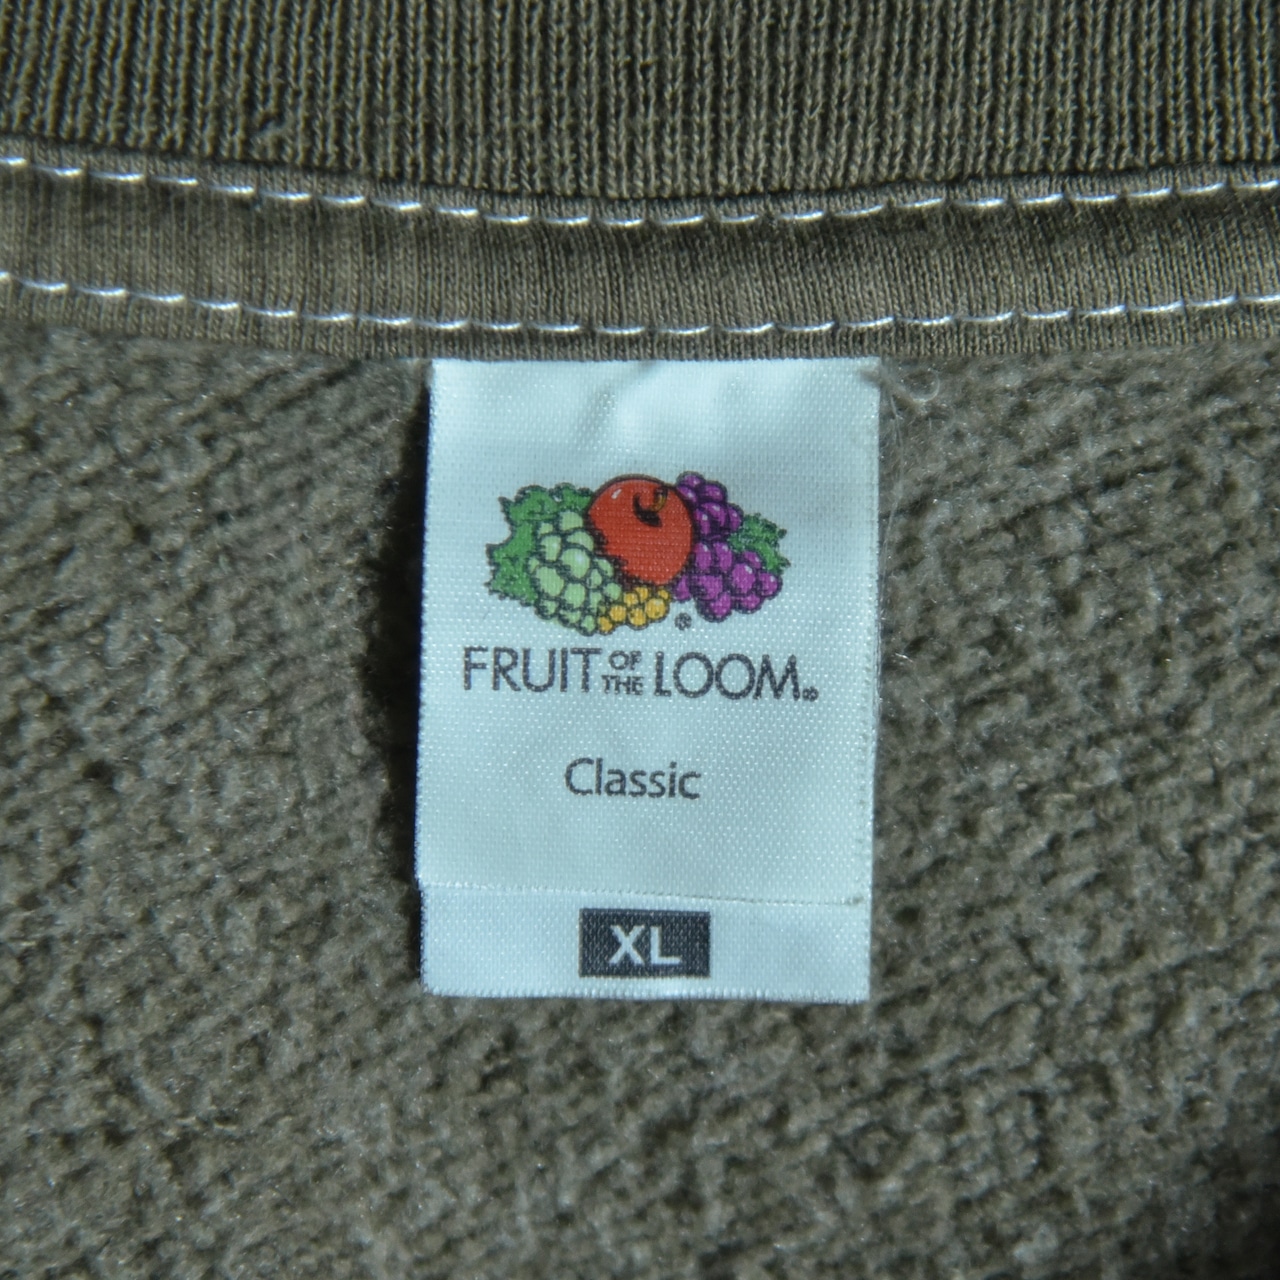 ®
FRUIT OF THE LOOM®
Classic
XL